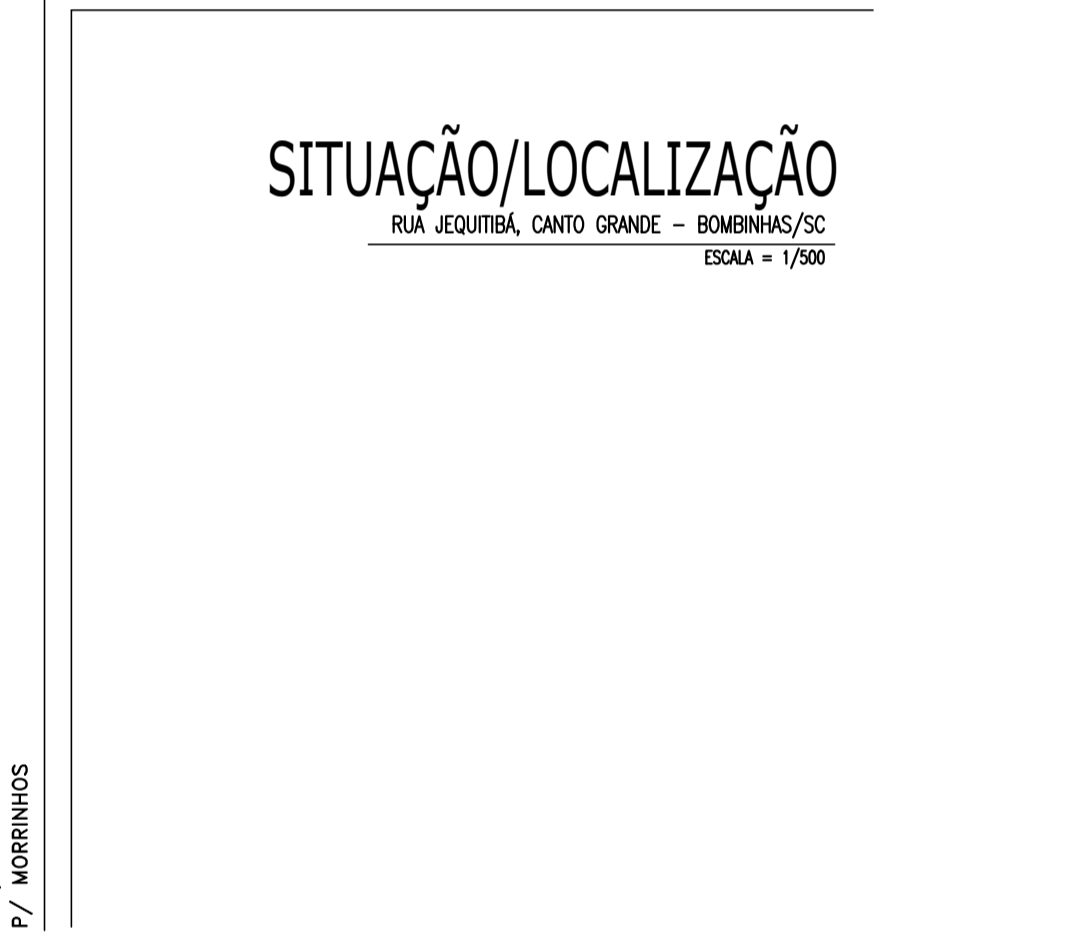 SITUAÇÃO/LOCALIZAÇÃO
RUA JEQUITIBÁ, CANTO GRANDE – BOMBINHAS/SC
ESCALA = 1/500
P/ MORRINHOS